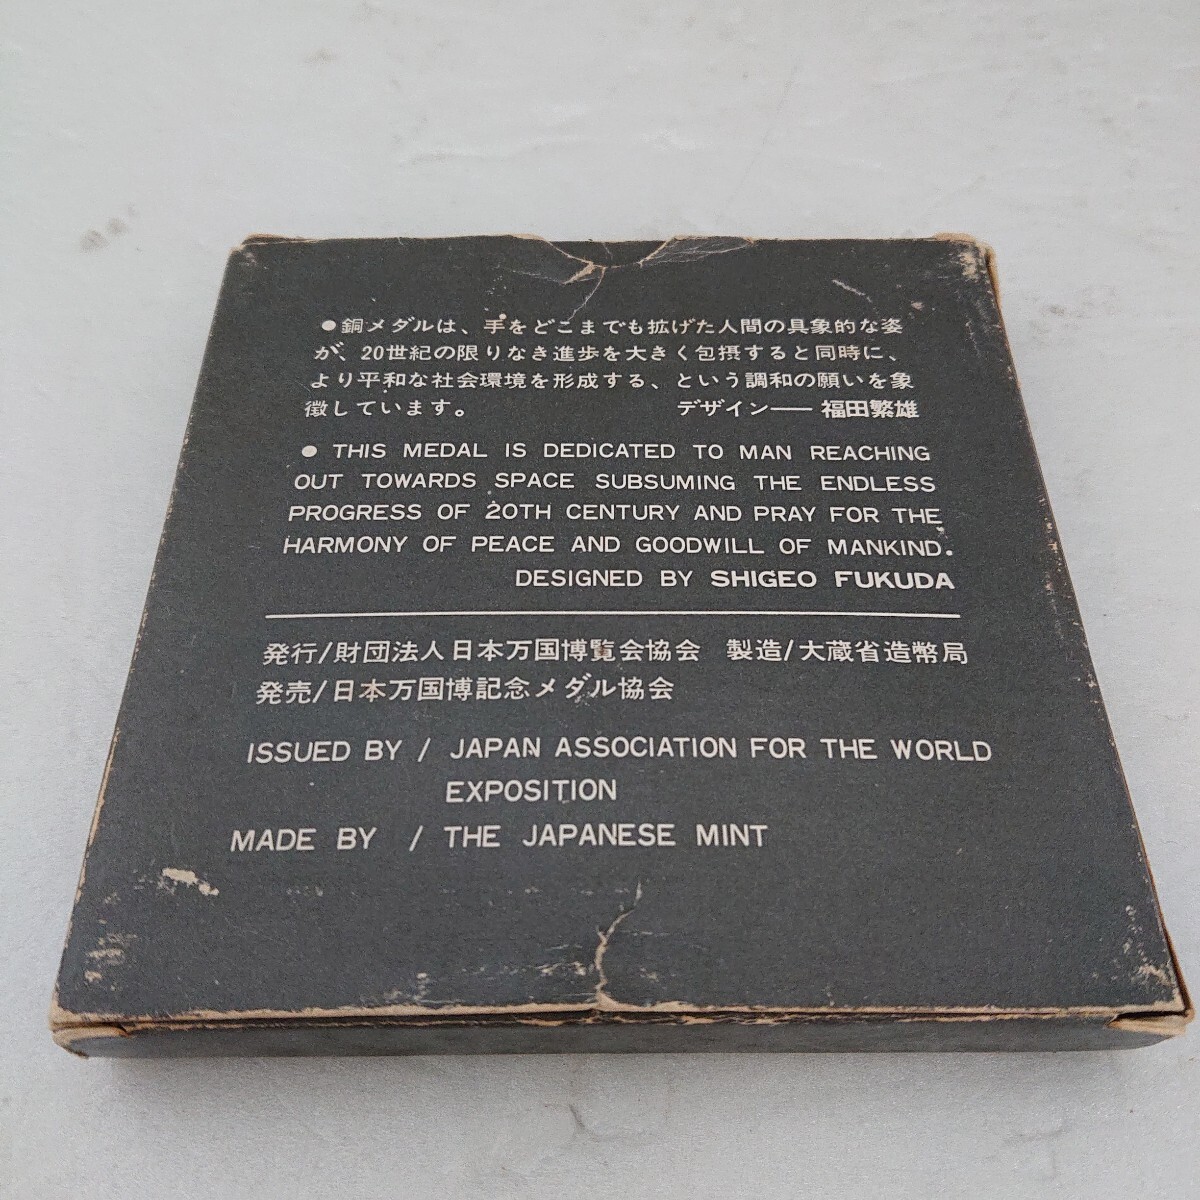 ●銅メダルは、手をどこまでも拡げた人間の具象的な姿
が、20世紀の限りなき進歩を大きく包摂すると同時に、
より平和な社会環境を形成する、という調和の願いを象
徴しています。 デザイン── 福田繁雄
● THIS MEDAL IS DEDICATED TO MAN REACHING
OUT TOWARDS SPACE SUBSUMING THE ENDLESS
PROGRESS OF 20TH CENTURY AND PRAY FOR THE
HARMONY OF PEACE AND GOODWILL OF MANKIND.
DESIGNED BY SHIGEO FUKUDA
発行/財団法人日本万国博覧会協会 製造/大蔵省造幣局
発売/日本万国博記念メダル協会
ISSUED BY / JAPAN ASSOCIATION FOR THE WORLD
EXPOSITION
MADE BY / THE JAPANESE MINT